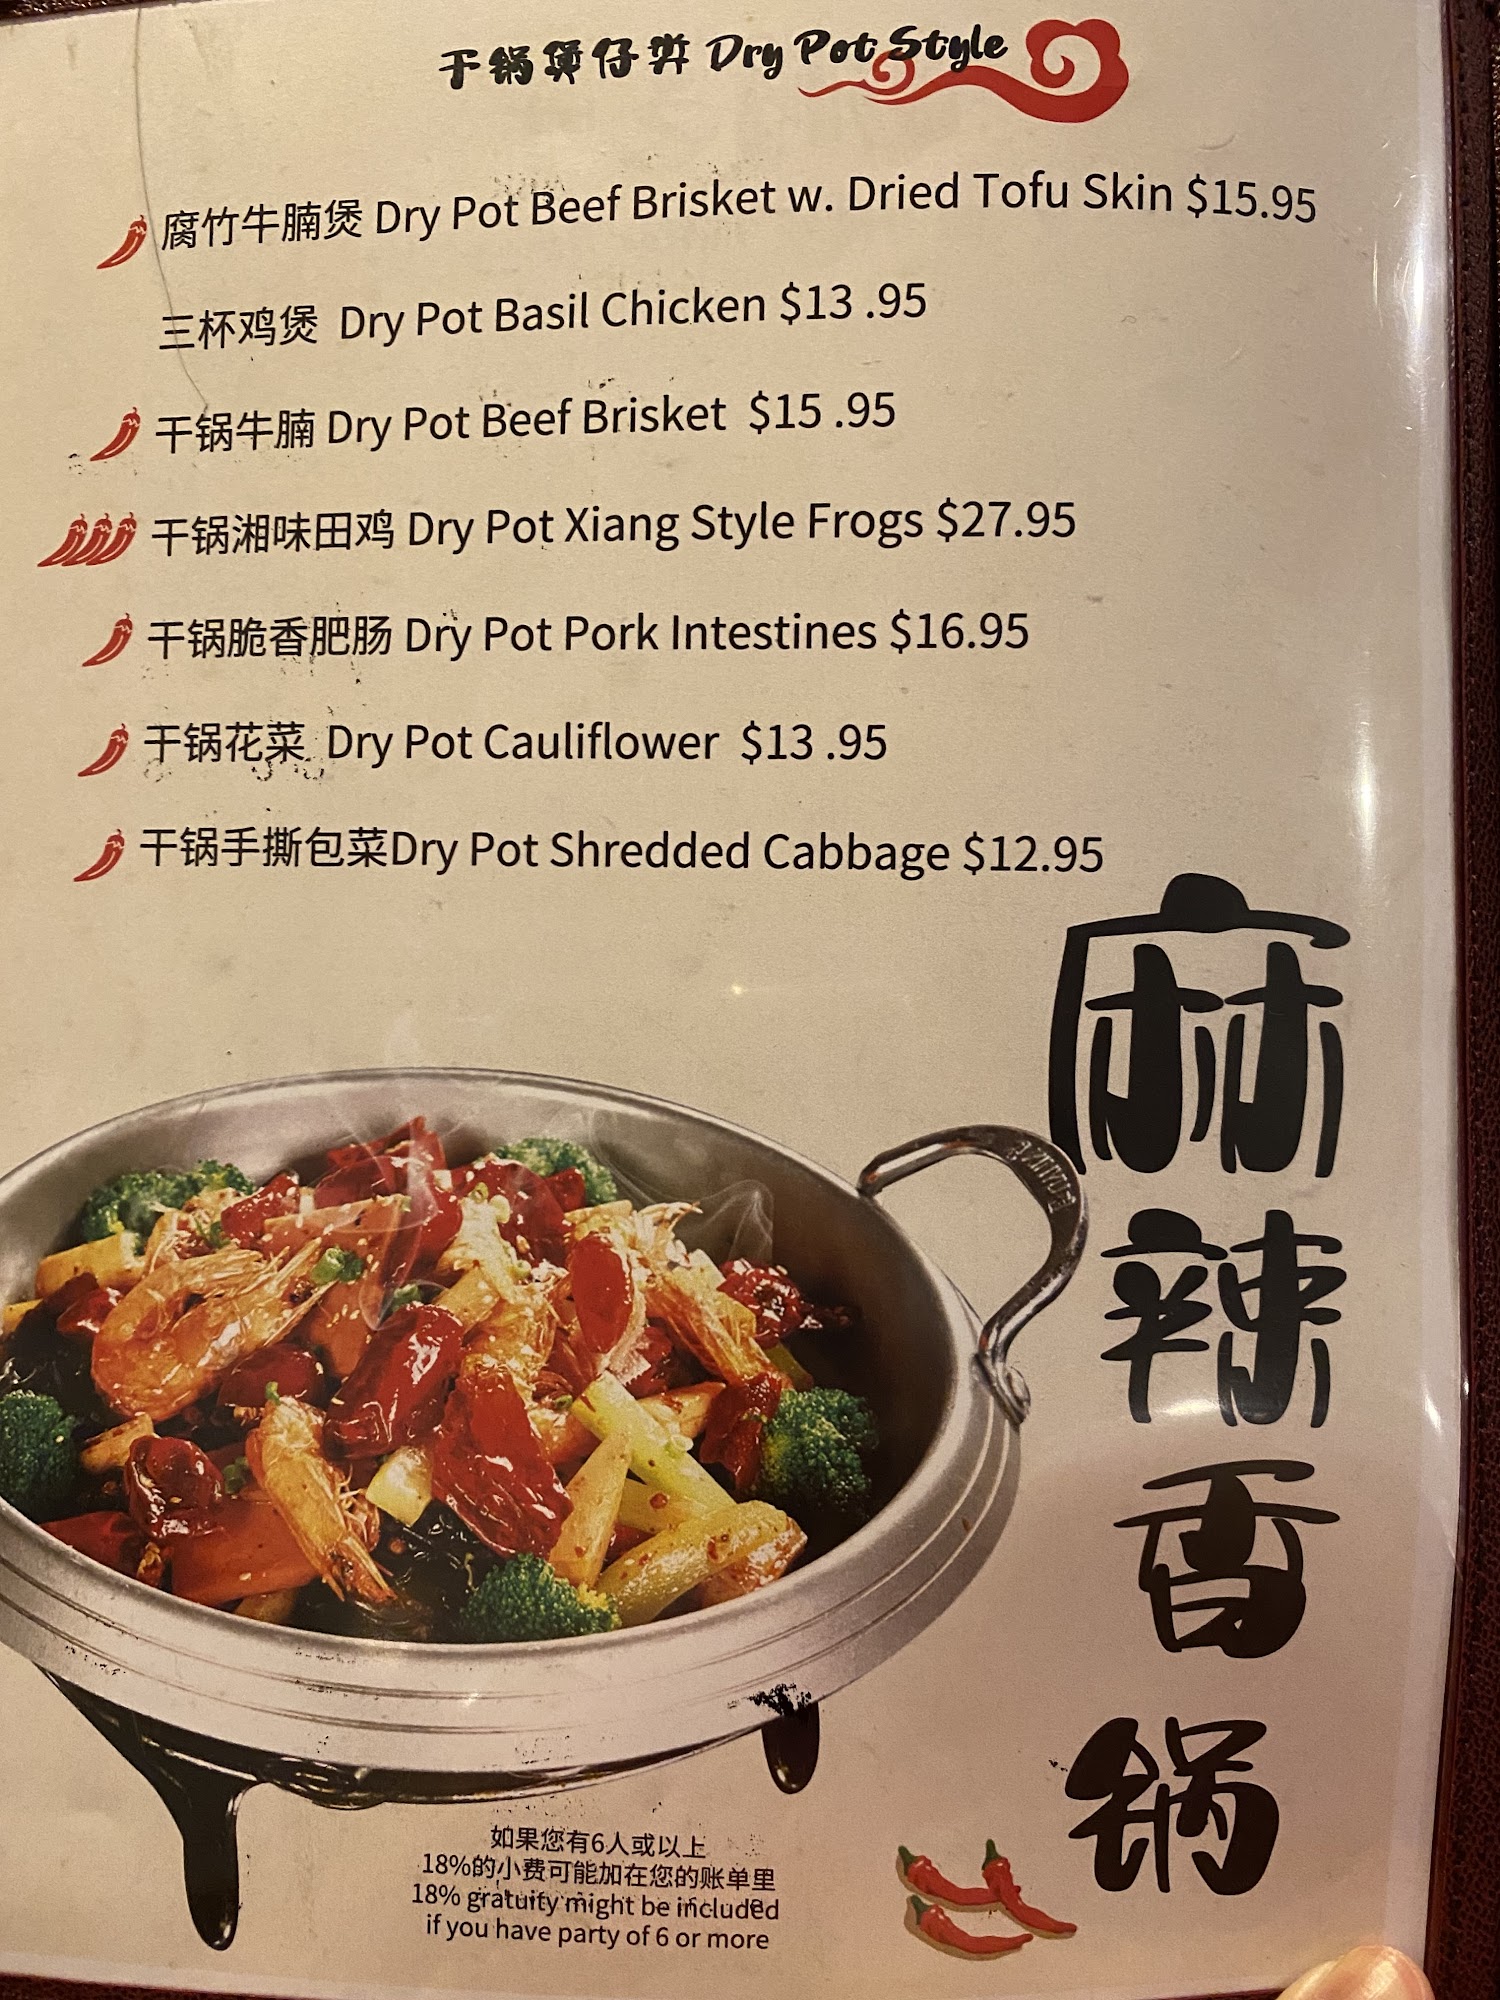 干锅煲仔类 Dry Pot Style
腐竹牛腩煲 Dry Pot Beef Brisket w. Dried Tofu Skin $15.95
三杯鸡煲 Dry Pot Basil Chicken $13 .95
干锅牛腩 Dry Pot Beef Brisket $15 .95
干锅湘味田鸡 Dry Pot Xiang Style Frogs $27.95
干锅脆香肥肠 Dry Pot Pork Intestines $16.95
干锅花菜 Dry Pot Cauliflower $13 .95
干锅手撕包菜Dry Pot Shredded Cabbage $12.95
麻辣香锅
如果您有6人或以上
18%的小费可能加在您的账单里
18% gratuity might be included
if you have party of 6 or more